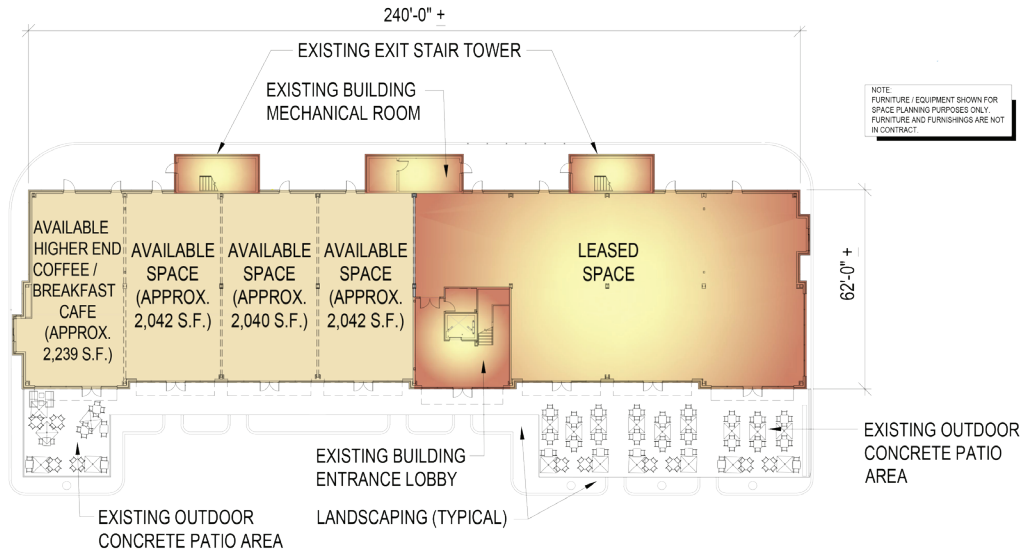 240'-0" +
EXISTING EXIT STAIR TOWER
EXISTING BUILDING
MECHANICAL ROOM
NOTE:
FURNITURE / EQUIPMENT SHOWN FOR
SPACE PLANNING PURPOSES ONLY.
FURNITURE AND FURNISHINGS ARE NOT
IN CONTRACT.
AVAILABLE
HIGHER END
COFFEE /
BREAKFAST
CAFE
(APPROX.
2,239 S.F.)
AVAILABLE
SPACE
(APPROX.
2,042 S.F.)
AVAILABLE
SPACE
(APPROX.
2,040 S.F.)
AVAILABLE
SPACE
(APPROX.
2,042 S.F.)
LEASED
SPACE
62'-0" +
EXISTING OUTDOOR
CONCRETE PATIO
AREA
EXISTING BUILDING
ENTRANCE LOBBY
LANDSCAPING (TYPICAL)
EXISTING OUTDOOR
CONCRETE PATIO AREA